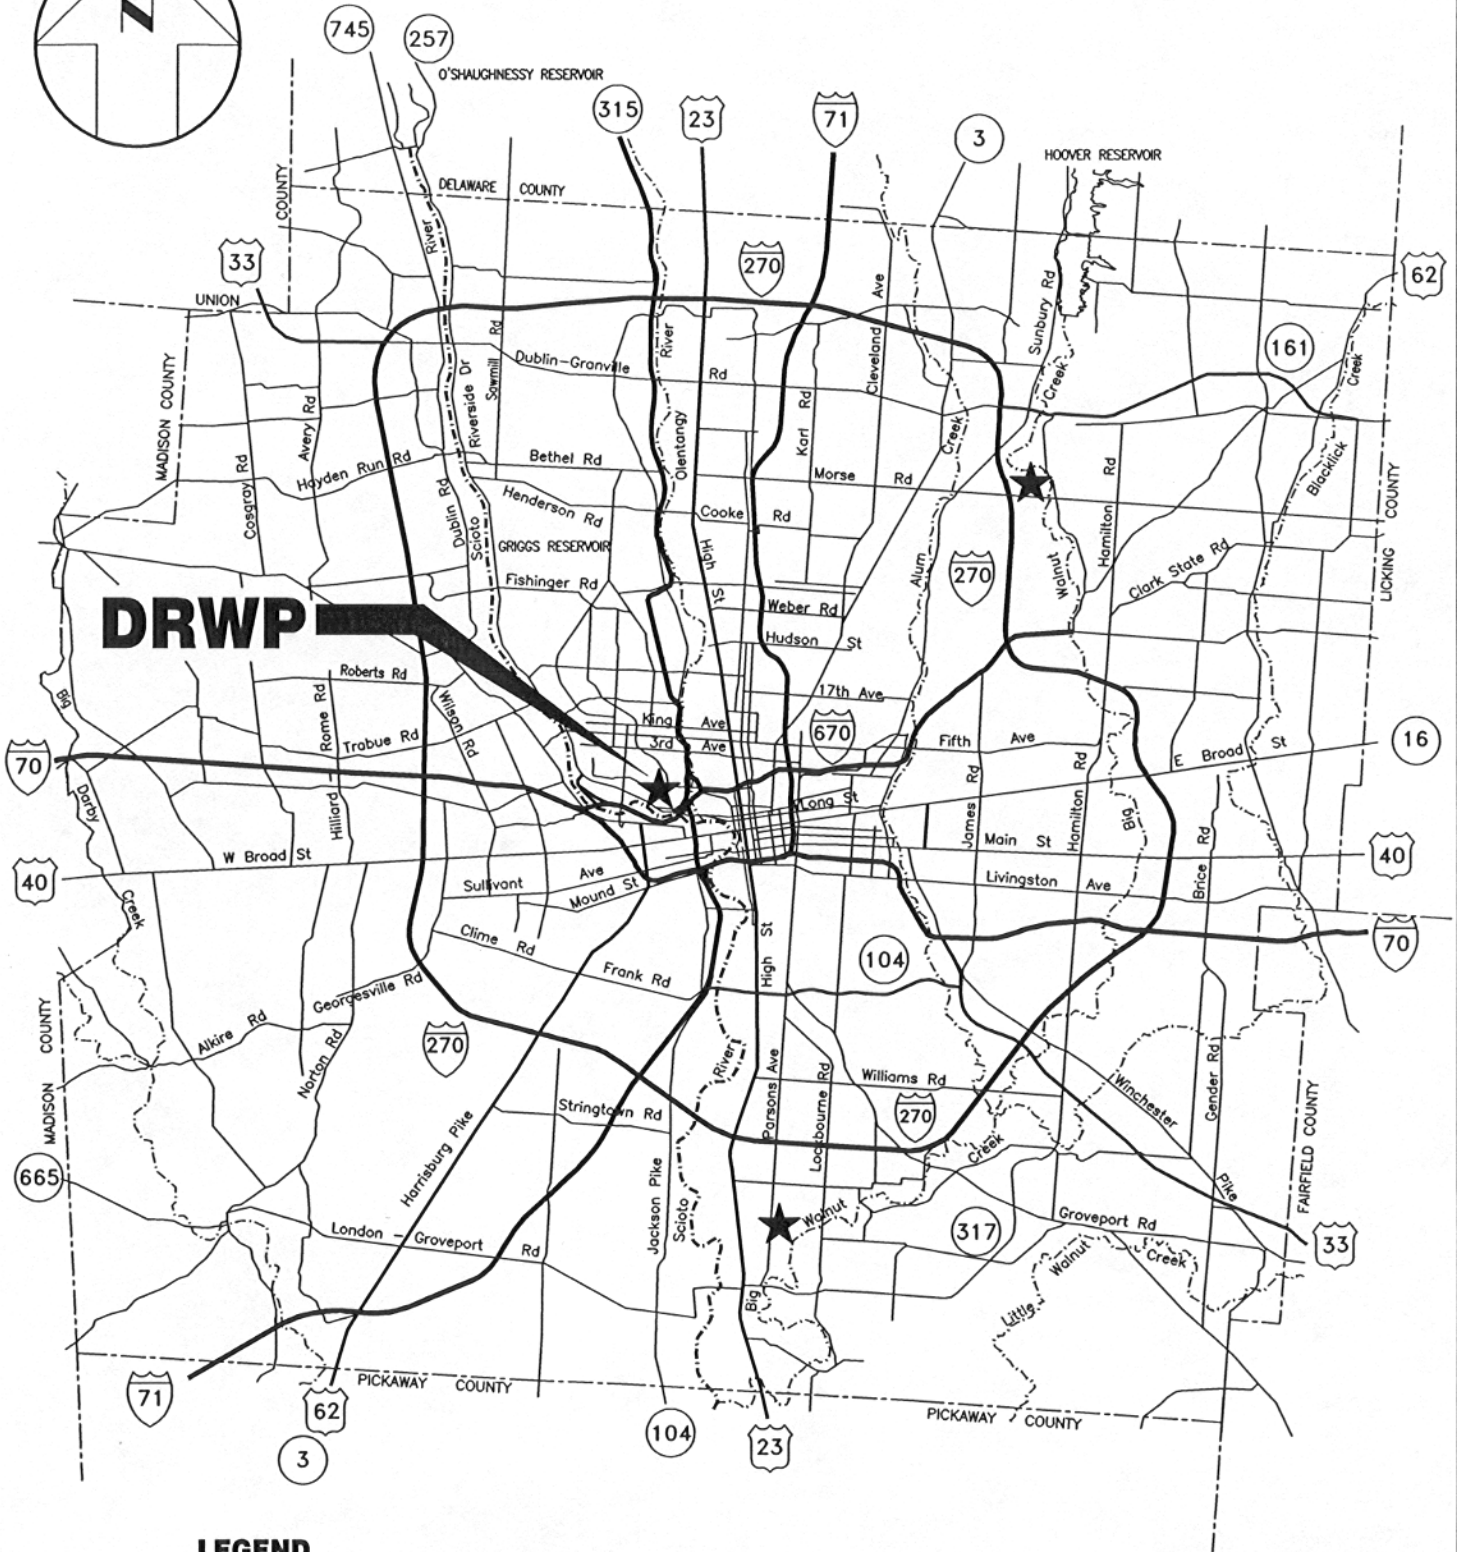 N
745
257
O'SHAUGHNESSY RESERVOIR
315
23
71
3
HOOVER RESERVOIR
COUNTY
DELAWARE COUNTY
River
33
270
62
UNION
Ave
Sunbury Rd
Rd
River
161
Cleveland
Creek
MADISON COUNTY
Sawmill
Riverside Dr
Dublin-Granville
Rd
Creek
Avery Rd
Karl Rd
Olentangy
Creek
Cosgray Rd
Hayden Run Rd
Bethel Rd
Morse Rd
Blacklick
Dublin Rd
Henderson Rd
Cooke Rd
Hamilton Rd
COUNTY
Scioto
GRIGGS RESERVOIR
High St
Alum
270
Walnut
Clark State Rd
LICKING
Fishinger Rd
DRWP
Weber Rd
Hudson St
Roberts Rd
17th Ave
Big
Rome Rd
Wilson Rd
King Ave
670
Trabue Rd
3rd Ave
Fifth Ave
E Broad St
16
70
Darby
Hilliard
Long St
James Rd
Hamilton Rd
Big
W Broad St
Main St
Brice Rd
40
40
Sullivant Ave
Mound St
Livingston Ave
Creek
Clime Rd
High St
104
70
Frank Rd
Georgesville Rd
COUNTY
Alkire Rd
270
Norton Rd
River
Parsons Ave
Lockbourne Rd
Williams Rd
Winchester
Gender Rd
MADISON
Stringtown Rd
270
Creek
FAIRFIELD COUNTY
665
Harrisburg Pike
Jackson Pike
Scioto
Walnut
Pike
London - Groveport Rd
317
Groveport Rd
33
Walnut
Creek
Big
Little
71
62
PICKAWAY COUNTY
PICKAWAY COUNTY
3
104
23
LEGEND